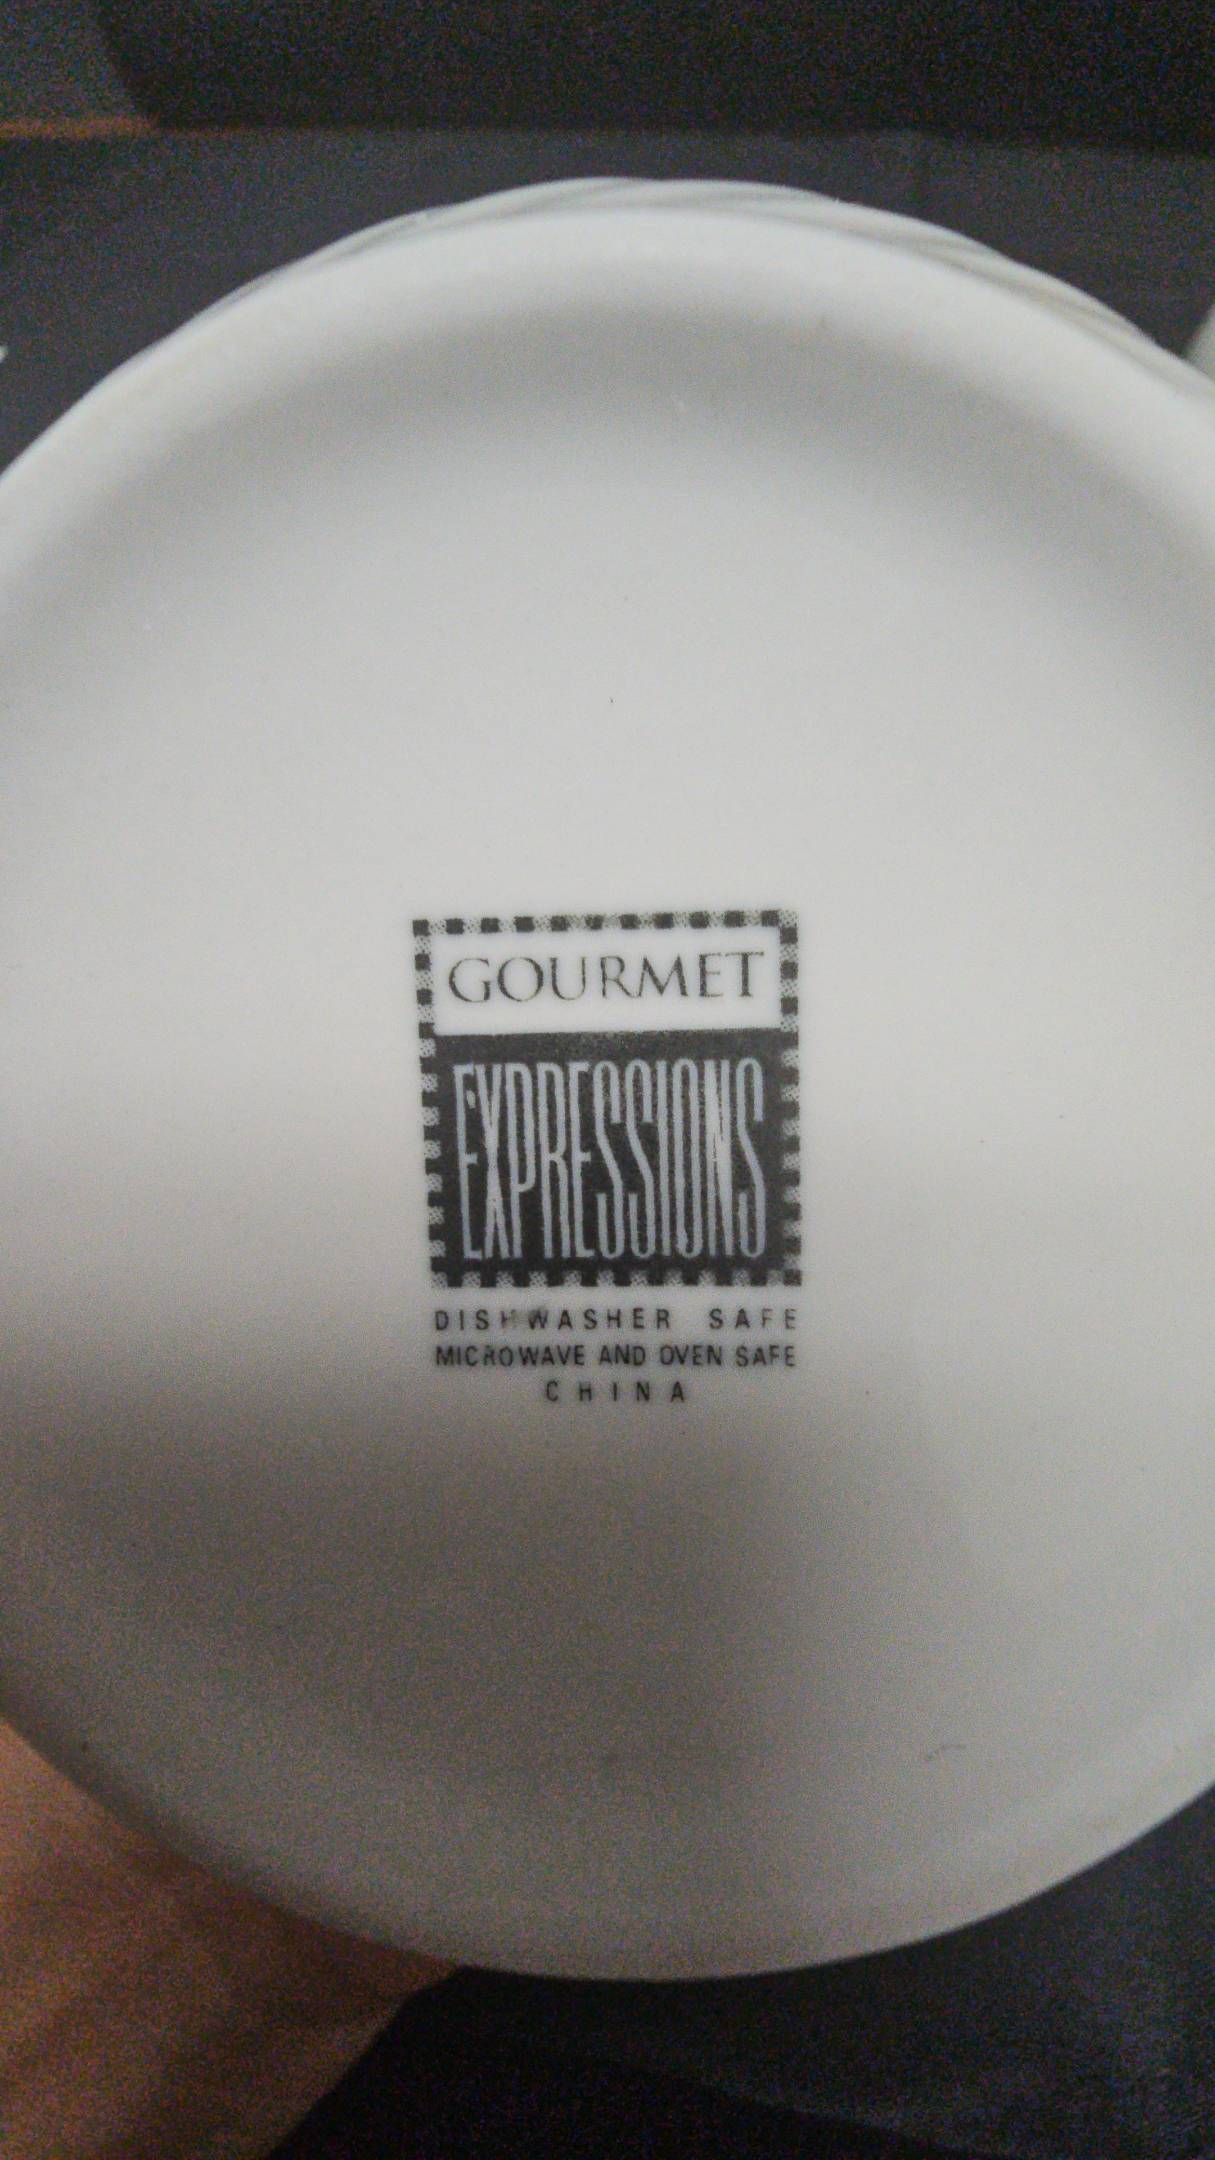 GOURMET
EXPRESSIONS
DISHWASHER SAFE
MICROWAVE AND OVEN SAFE
CHINA